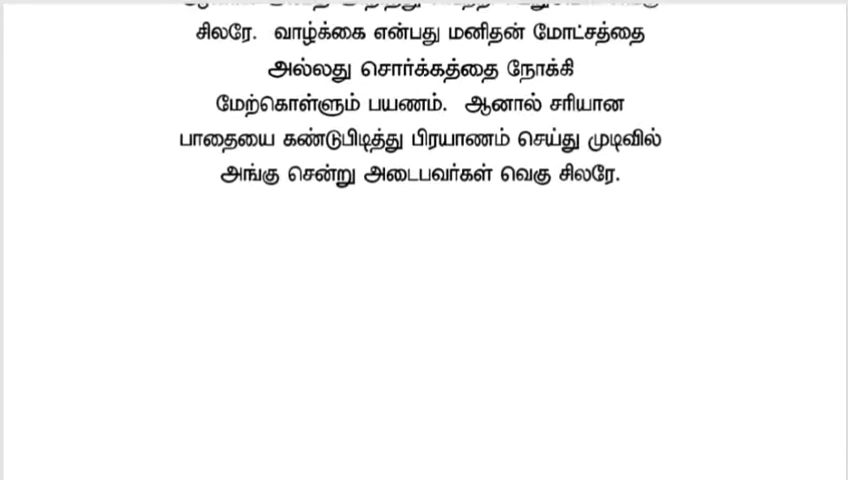 சிலரே. வாழ்க்கை என்பது மனிதன் மோட்சத்தை
அல்லது சொர்க்கத்தை நோக்கி
மேற்கொள்ளும் பயணம். ஆனால் சரியான
பாதையை கண்டுபிடித்து பிரயாணம் செய்து முடிவில்
அங்கு சென்று அடைபவர்கள் வெகு சிலரே.